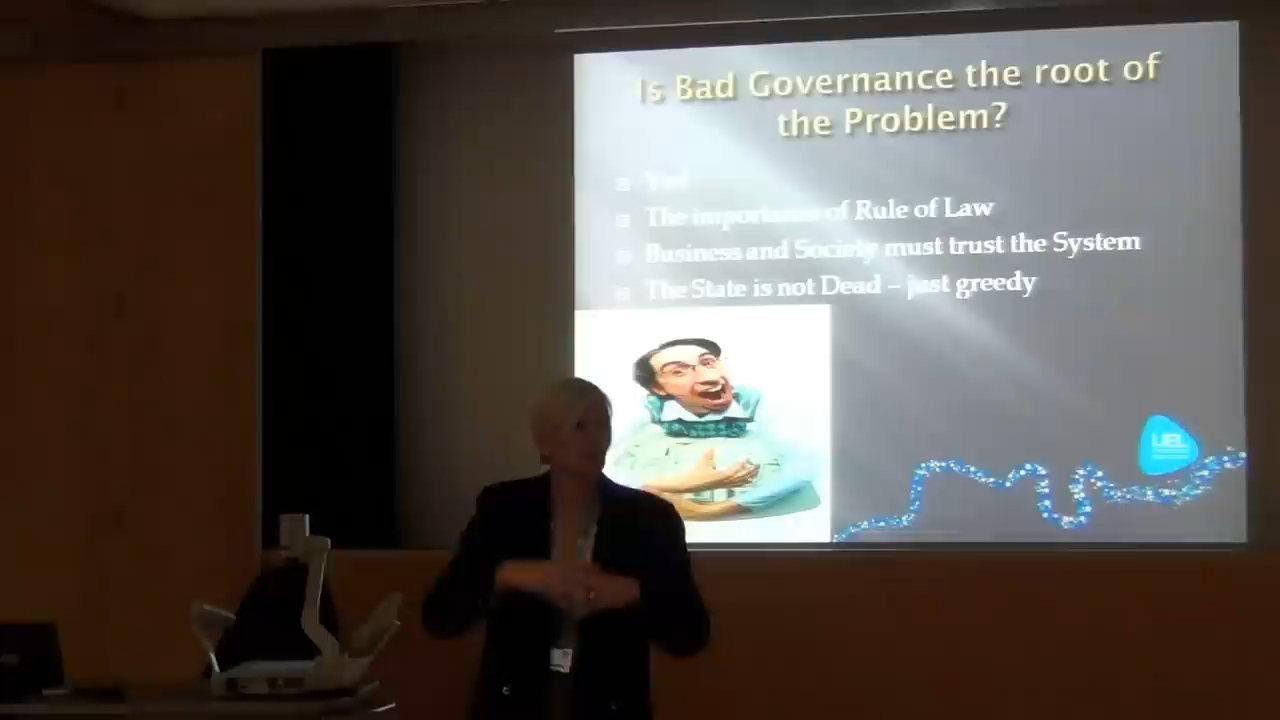 Is Bad Governance the root of
the Problem?
Yes!
The importance of Rule of Law
Business and Society must trust the System
The State is not Dead – just greedy
UEL